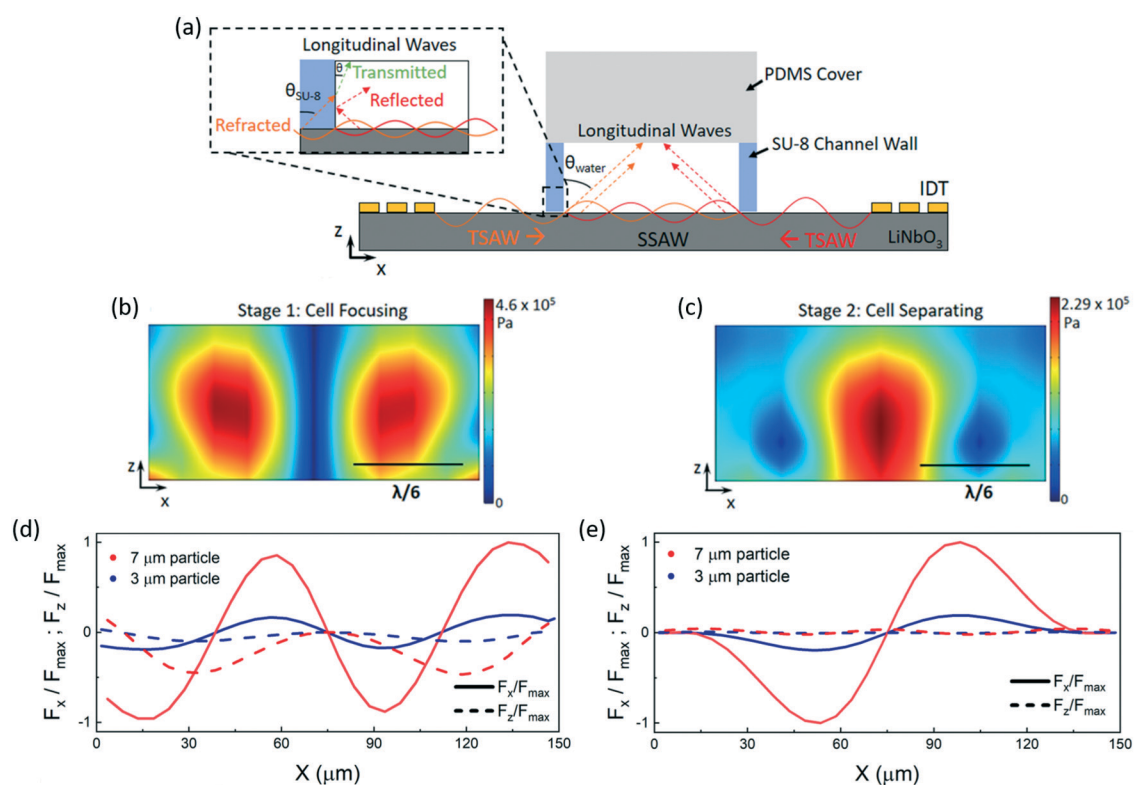 (a)
Longitudinal Waves
θ
Transmitted
θSU-8
Reflected
Refracted
PDMS Cover
Longitudinal Waves
SU-8 Channel Wall
θwater
IDT
TSAW →
SSAW
← TSAW
LiNbO3
z
x
(b)
Stage 1: Cell Focusing
4.6 x 10^5
Pa
λ/6
0
z
x
(c)
Stage 2: Cell Separating
2.29 x 10^5
Pa
λ/6
0
z
x
(d)
1
0
-1
Fx / Fmax ; Fz / Fmax
7 μm particle
3 μm particle
Fx/Fmax
Fz/Fmax
0 30 60 90 120 150
X (μm)
(e)
1
0
-1
Fx / Fmax ; Fz / Fmax
7 μm particle
3 μm particle
Fx/Fmax
Fz/Fmax
0 30 60 90 120 150
X (μm)